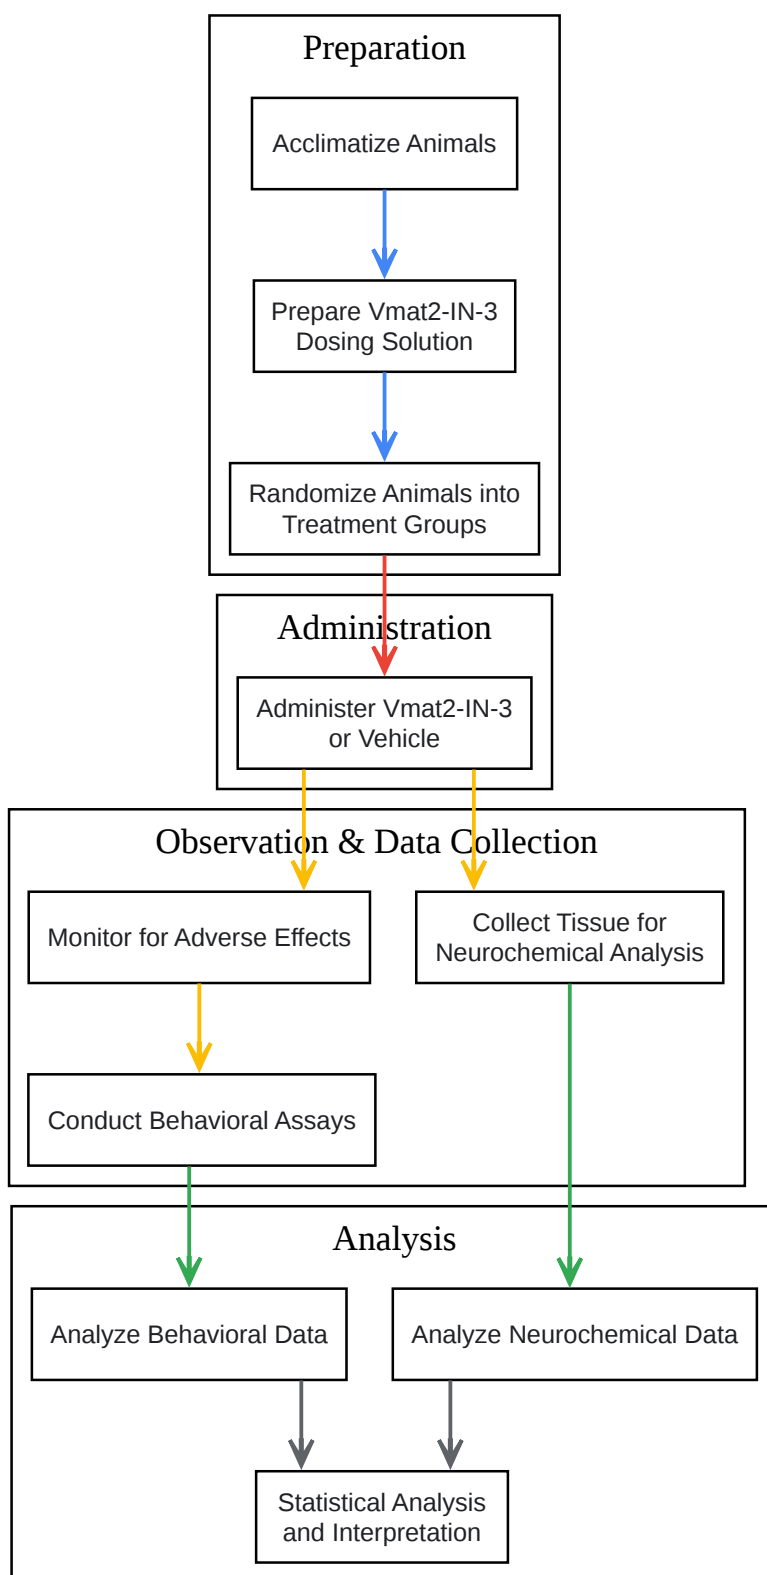 Preparation
Acclimatize Animals
Prepare Vmat2-IN-3
Dosing Solution
Randomize Animals into
Treatment Groups
Administration
Administer Vmat2-IN-3
or Vehicle
Observation & Data Collection
Monitor for Adverse Effects
Collect Tissue for
Neurochemical Analysis
Conduct Behavioral Assays
Analysis
Analyze Behavioral Data
Analyze Neurochemical Data
Statistical Analysis
and Interpretation